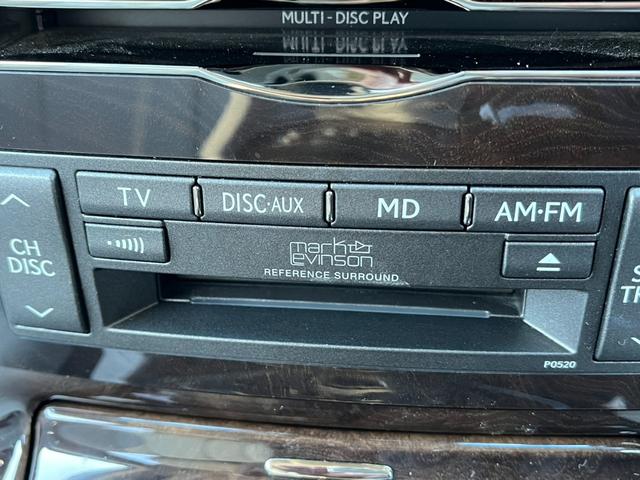 MULTI-DISC PLAY
TV
DISC·AUX
MD
AM·FM
CH
DISC
mark
Levinson
REFERENCE SURROUND
P0520